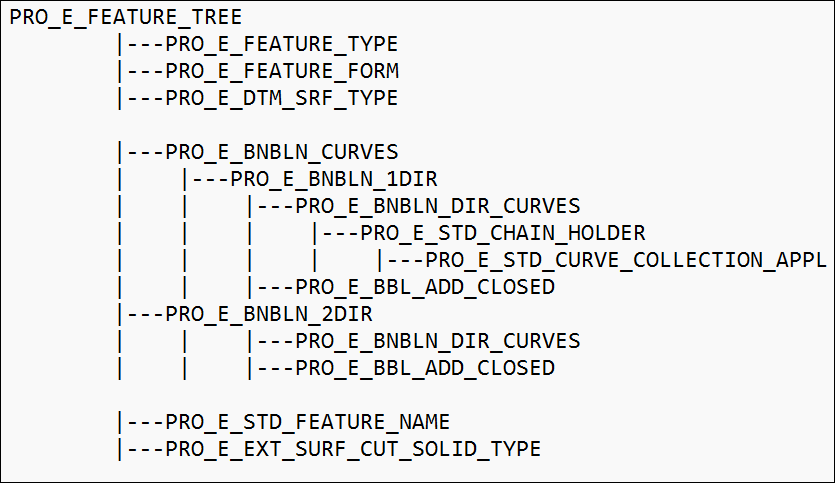 PRO_E_FEATURE_TREE
        |---PRO_E_FEATURE_TYPE
        |---PRO_E_FEATURE_FORM
        |---PRO_E_DTM_SRF_TYPE

        |---PRO_E_BNBLN_CURVES
        |    |---PRO_E_BNBLN_1DIR
        |    |    |---PRO_E_BNBLN_DIR_CURVES
        |    |    |    |---PRO_E_STD_CHAIN_HOLDER
        |    |    |    |    |---PRO_E_STD_CURVE_COLLECTION_APPL
        |    |    |---PRO_E_BBL_ADD_CLOSED
        |---PRO_E_BNBLN_2DIR
        |    |    |---PRO_E_BNBLN_DIR_CURVES
        |    |    |---PRO_E_BBL_ADD_CLOSED

        |---PRO_E_STD_FEATURE_NAME
        |---PRO_E_EXT_SURF_CUT_SOLID_TYPE